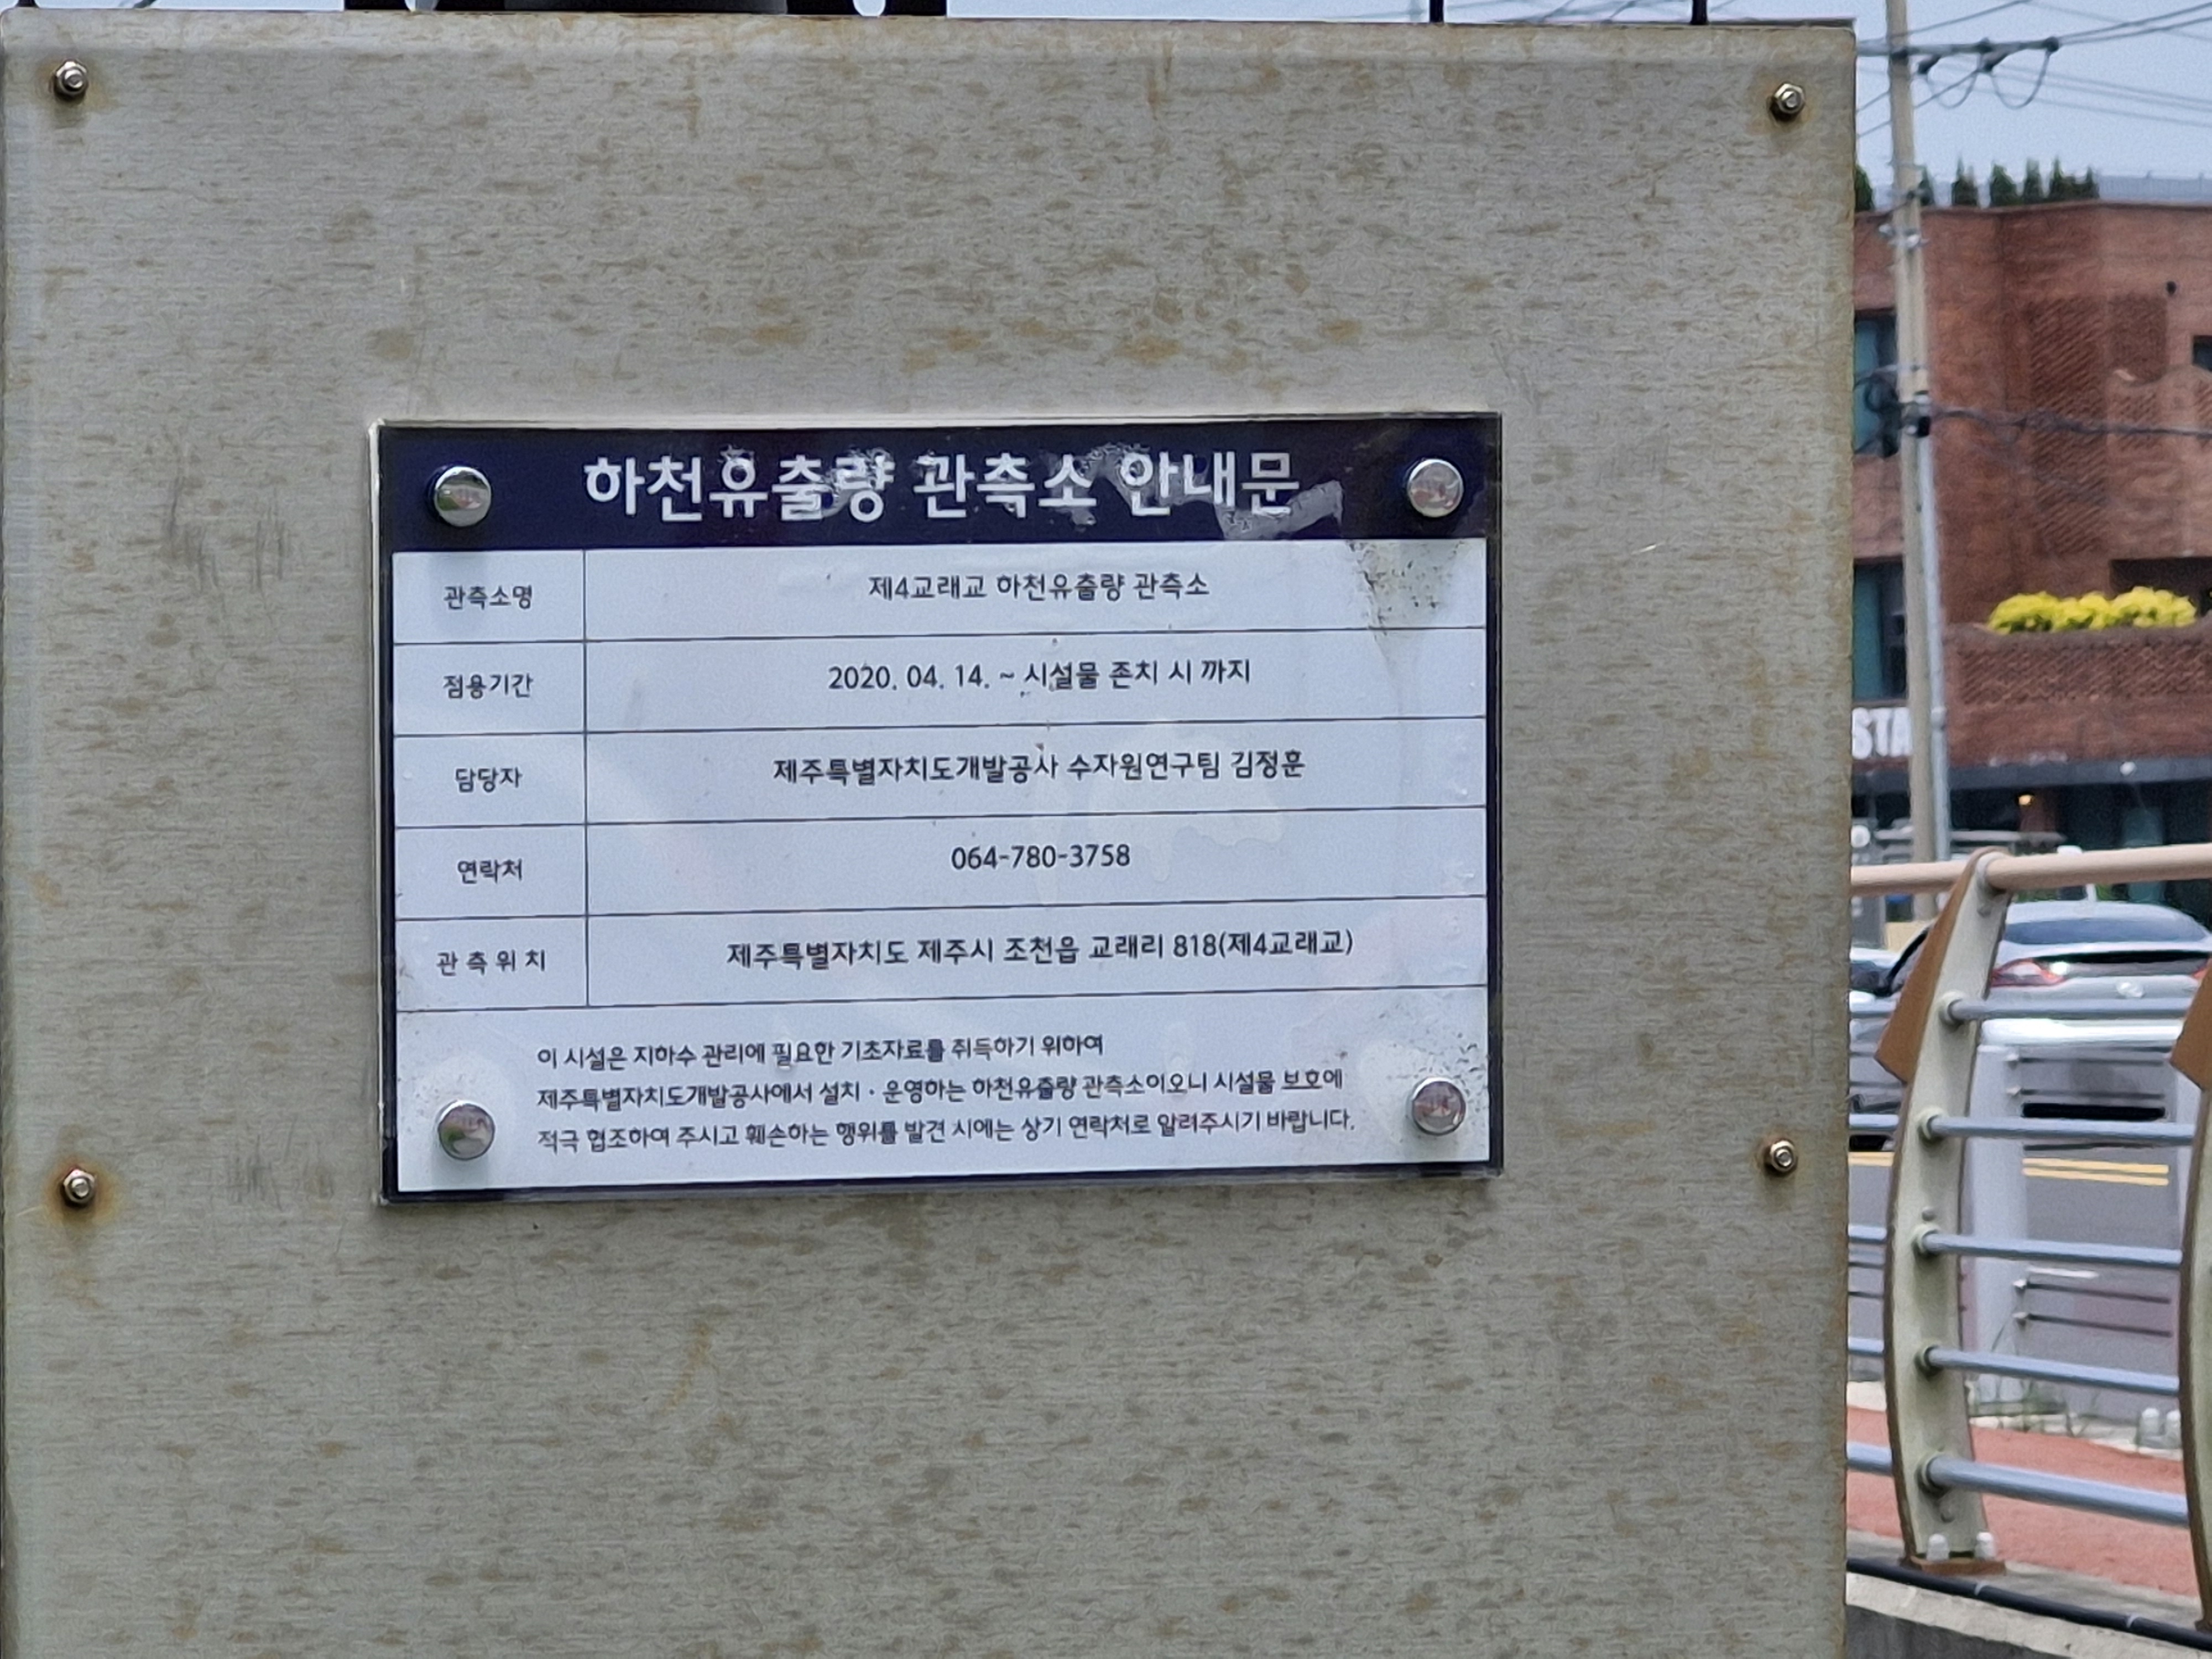 하천유출량 관측소 안내문
관측소명 제4교래교 하천유출량 관측소
점용기간 2020. 04. 14. ~ 시설물 존치 시 까지
담당자 제주특별자치도개발공사 수자원연구팀 김정훈
연락처 064-780-3758
관 측 위 치 제주특별자치도 제주시 조천읍 교래리 818(제4교래교)
이 시설은 지하수 관리에 필요한 기초자료를 취득하기 위하여
제주특별자치도개발공사에서 설치 · 운영하는 하천유출량 관측소이오니 시설물 보호에
적극 협조하여 주시고 훼손하는 행위를 발견 시에는 상기 연락처로 알려주시기 바랍니다.
STA